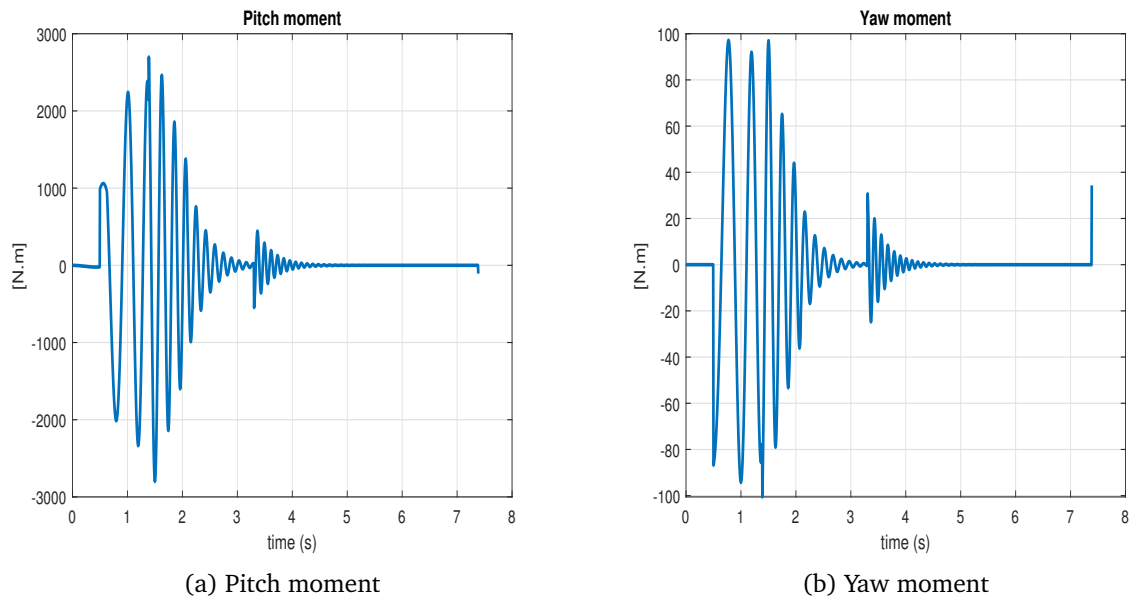 Pitch moment
3000
2000
1000
0
-1000
-2000
-3000
[N.m]
0 1 2 3 4 5 6 7 8
time (s)
(a) Pitch moment
Yaw moment
100
80
60
40
20
0
-20
-40
-60
-80
-100
[N.m]
0 1 2 3 4 5 6 7 8
time (s)
(b) Yaw moment